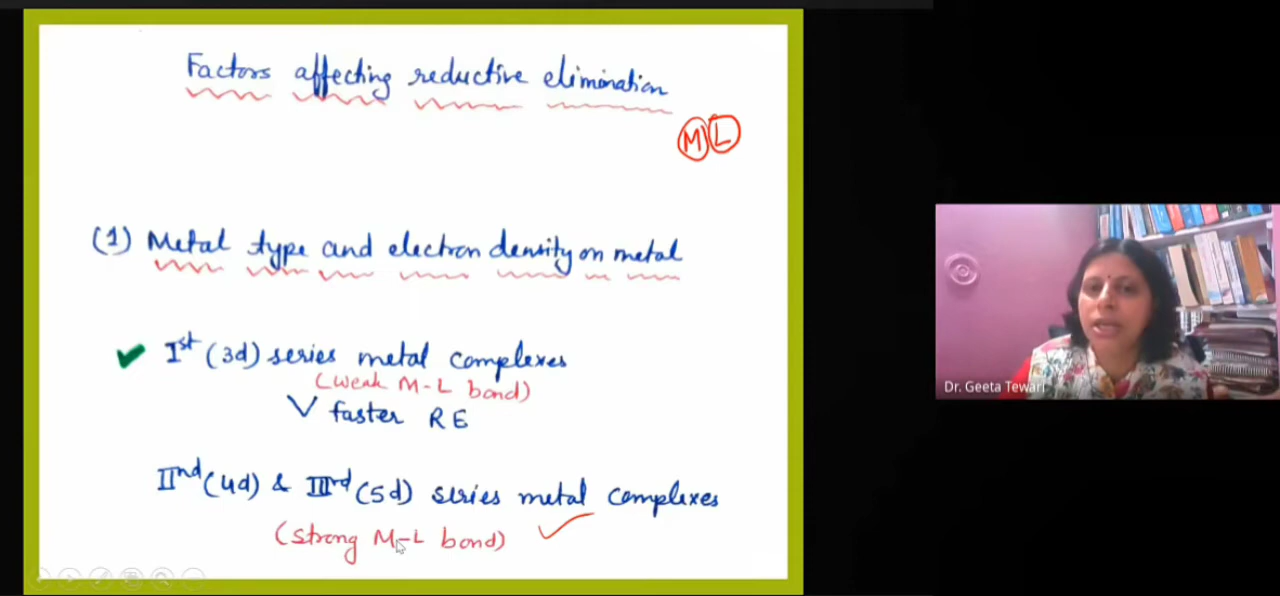 Factors affecting reductive elimination
M L
(1) Metal type and electron density on metal
Ist (3d) series metal complexes
(weak M-L bond)
V faster RE
IInd (4d) & IIIrd (5d) series metal complexes
(strong M-L bond)
Dr. Geeta Tewari